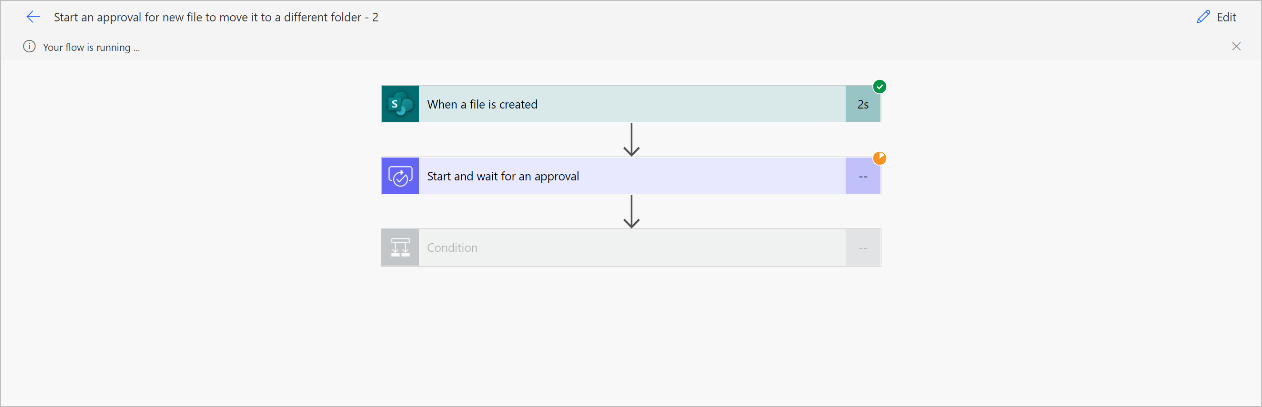 Start an approval for new file to move it to a different folder - 2
Edit
Your flow is running ...
S
When a file is created
2s
Start and wait for an approval
--
Condition
--